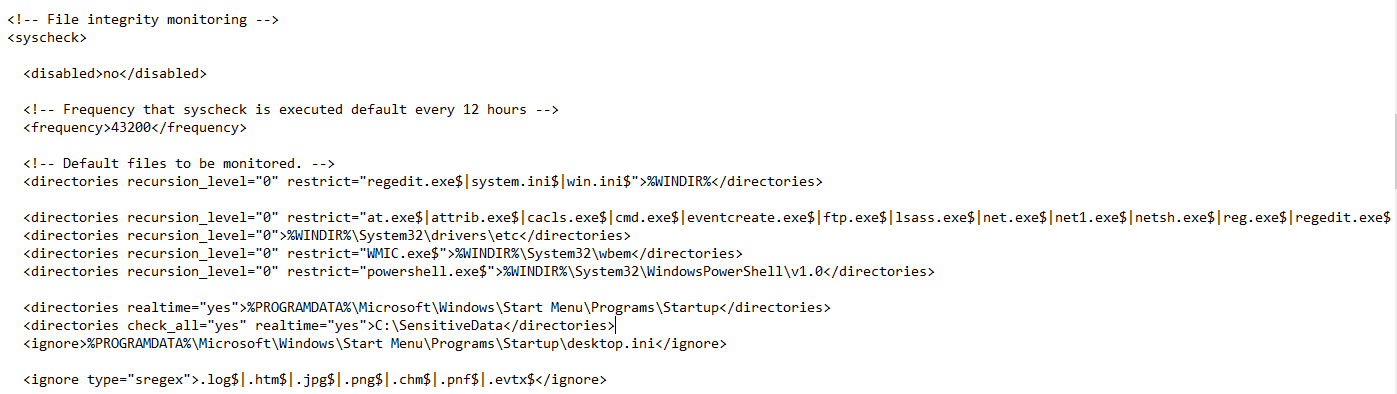 <!-- File integrity monitoring -->
<syscheck>
<disabled>no</disabled>
<!-- Frequency that syscheck is executed default every 12 hours -->
<frequency>43200</frequency>
<!-- Default files to be monitored. -->
<directories recursion_level="0" restrict="regedit.exe$|system.ini$|win.ini$">%WINDIR%</directories>
<directories recursion_level="0" restrict="at.exe$|attrib.exe$|cacls.exe$|cmd.exe$|eventcreate.exe$|ftp.exe$|lsass.exe$|net.exe$|net1.exe$|netsh.exe$|reg.exe$|regedit.exe$
<directories recursion_level="0">%WINDIR%\System32\drivers\etc</directories>
<directories recursion_level="0" restrict="WMIC.exe$">%WINDIR%\System32\wbem</directories>
<directories recursion_level="0" restrict="powershell.exe$">%WINDIR%\System32\WindowsPowerShell\v1.0</directories>
<directories realtime="yes">%PROGRAMDATA%\Microsoft\Windows\Start Menu\Programs\Startup</directories>
<directories check_all="yes" realtime="yes">C:\SensitiveData</directories>
<ignore>%PROGRAMDATA%\Microsoft\Windows\Start Menu\Programs\Startup\desktop.ini</ignore>
<ignore type="sregex">.log$|.htm$|.jpg$|.png$|.chm$|.pnf$|.evtx$</ignore>